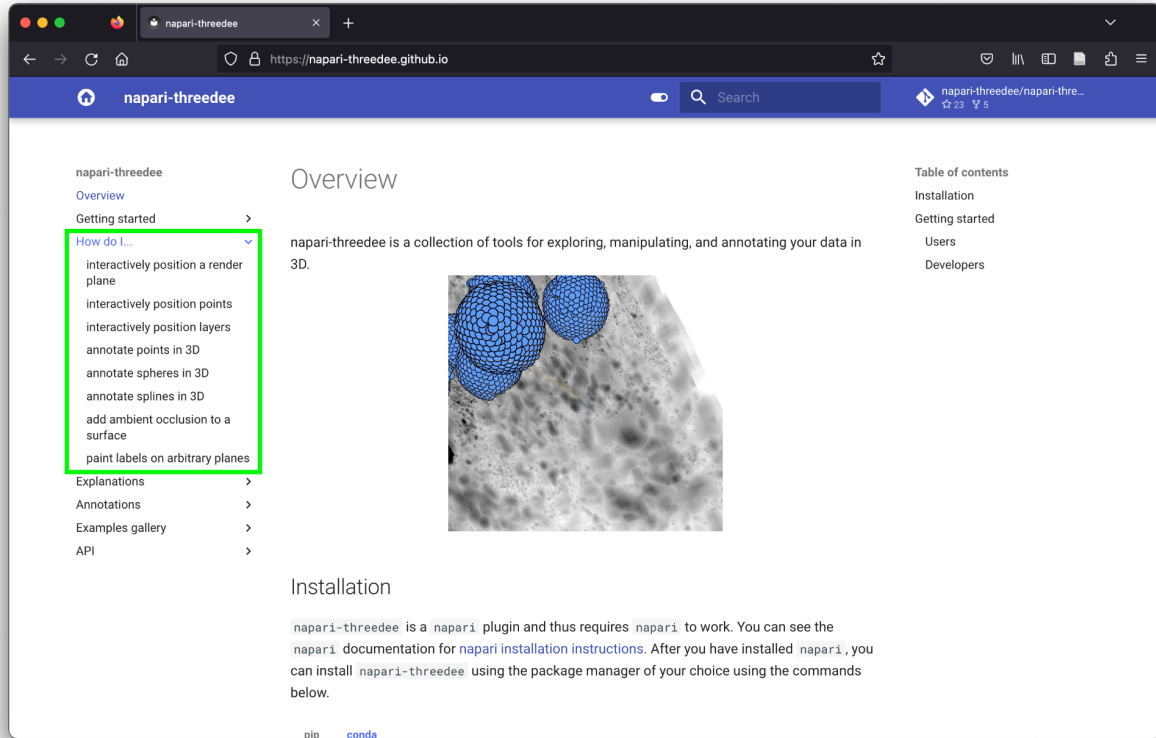 napari-threedee
https://napari-threedee.github.io
napari-threedee
Search
napari-threedee/napari-thre...
23 5
napari-threedee
Overview
Getting started
How do I...
interactively position a render
plane
interactively position points
interactively position layers
annotate points in 3D
annotate spheres in 3D
annotate splines in 3D
add ambient occlusion to a
surface
paint labels on arbitrary planes
Explanations
Annotations
Examples gallery
API
Overview
napari-threedee is a collection of tools for exploring, manipulating, and annotating your data in
3D.
Installation
napari-threedee is a napari plugin and thus requires napari to work. You can see the
napari documentation for napari installation instructions. After you have installed napari, you
can install napari-threedee using the package manager of your choice using the commands
below.
pip conda
Table of contents
Installation
Getting started
Users
Developers